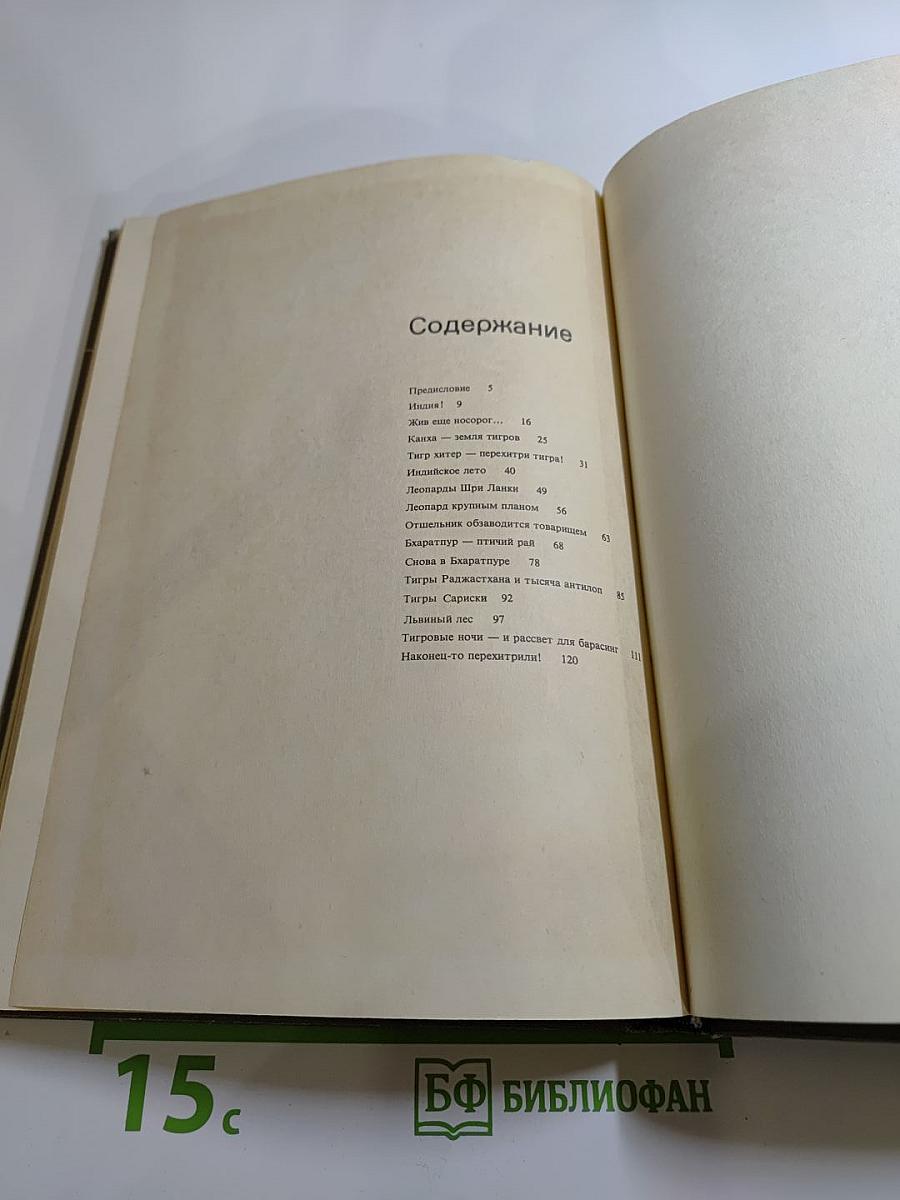 Содержание
Предисловие 5
Индия! 9
Жив еще носорог... 16
Канха — земля тигров 25
Тигр хитер — перехитри тигра! 31
Индийское лето 40
Леопарды Шри Ланки 49
Леопард крупным планом 56
Отшельник обзаводится товарищем 63
Бхаратпур — птичий рай 68
Снова в Бхаратпуре 78
Тигры Раджастхана и тысяча антилоп 85
Тигры Сариски 92
Львиный лес 97
Тигровые ночи — и рассвет для барасинг 111
Наконец-то перехитрили! 120
15 с
БФ БИБЛИОФАН